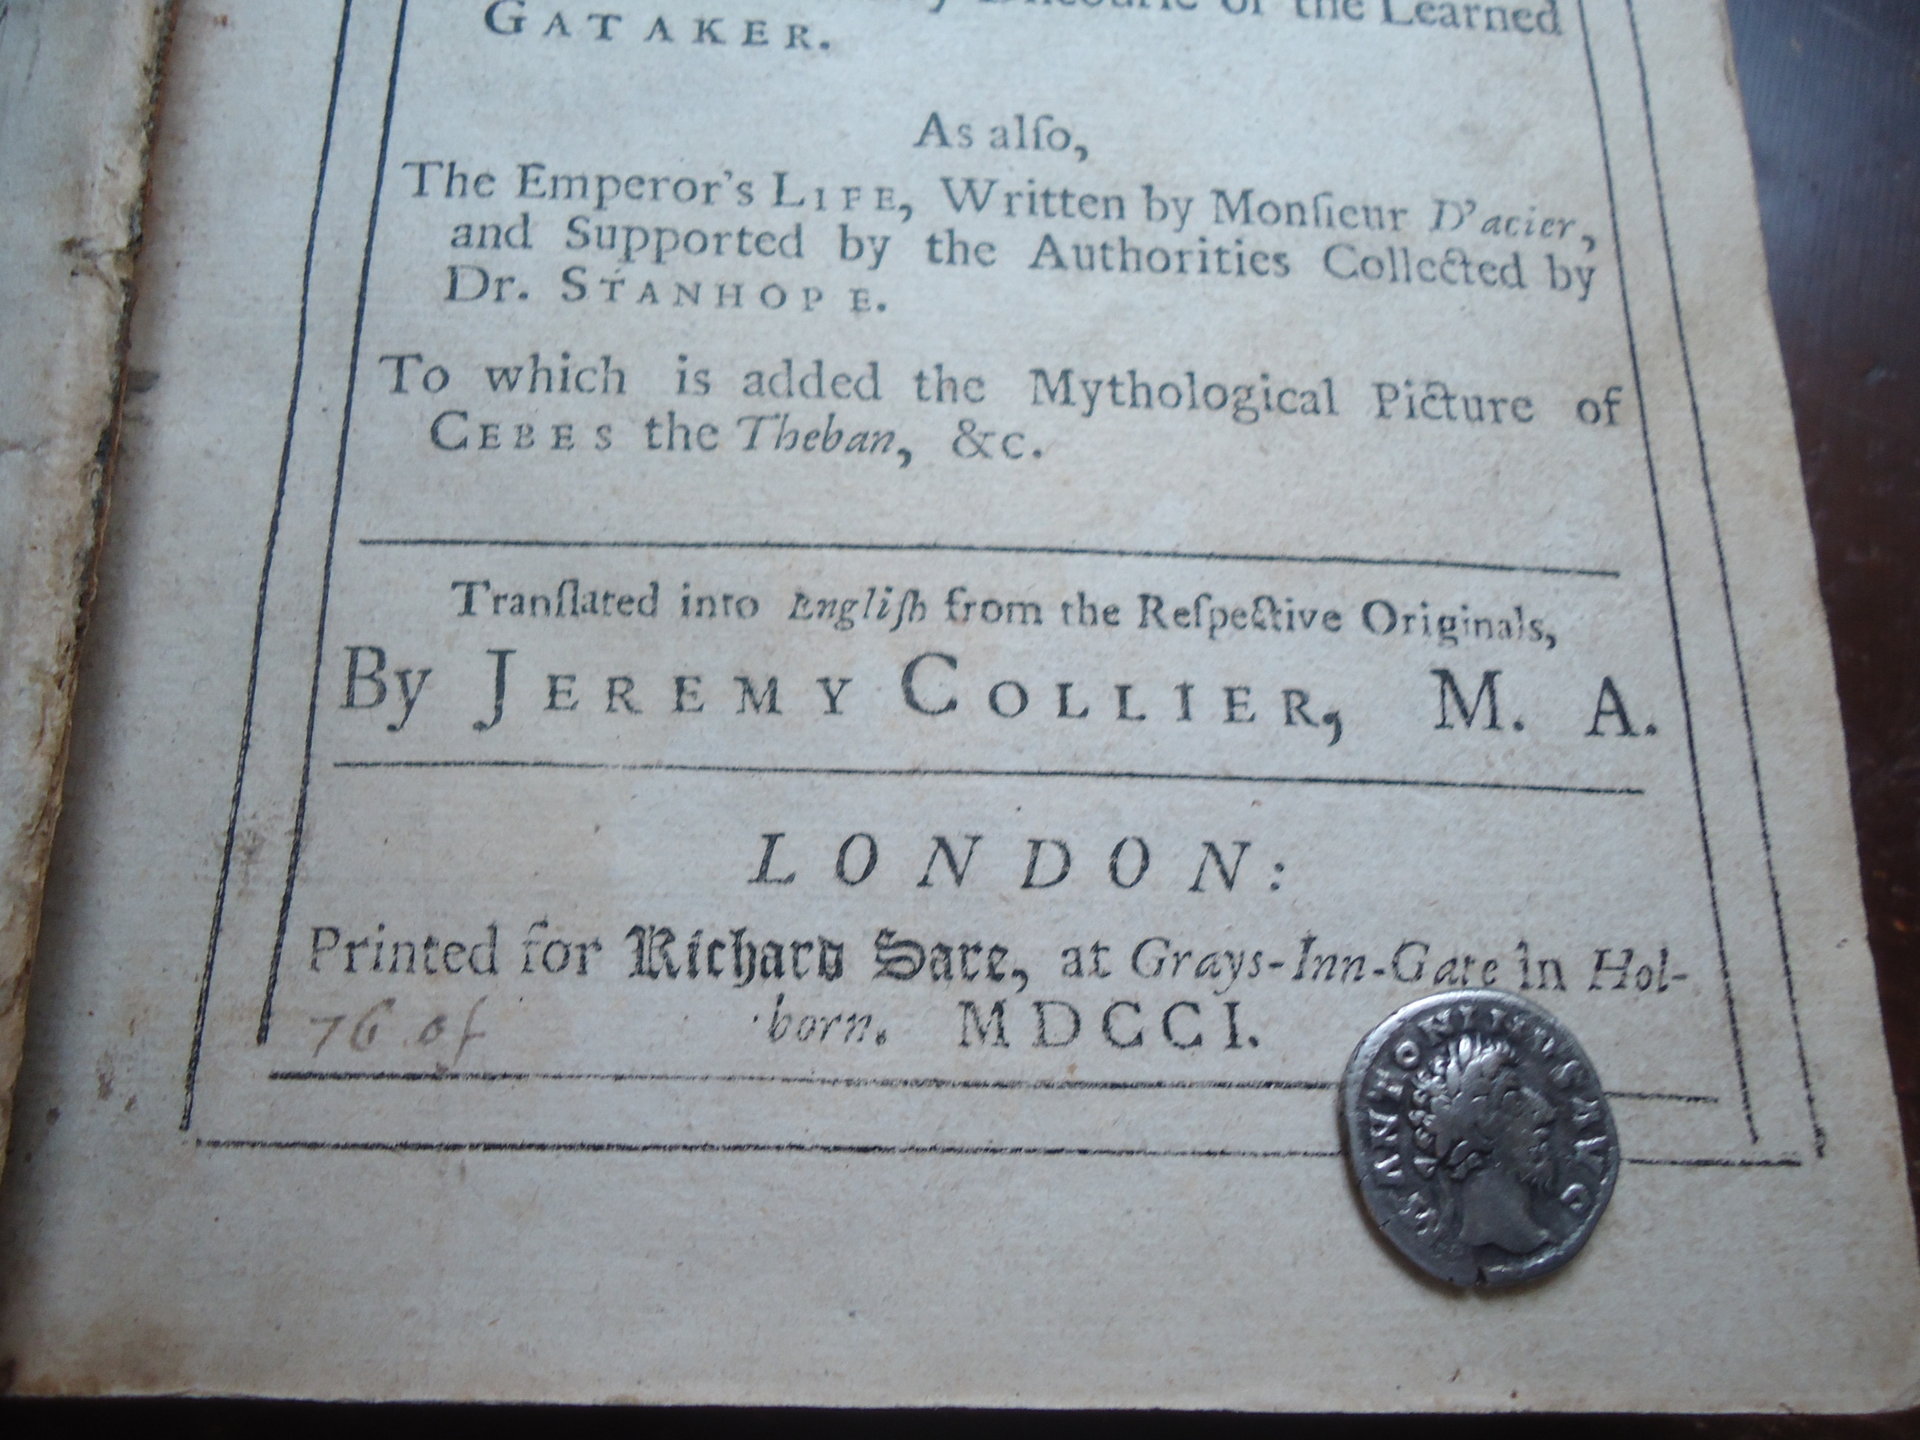 of the Learned
GATAKER.
As alſo,
The Emperor's LIFE, Written by Monſieur D'acier,
and Supported by the Authorities Collected by
Dr. STANHOPE.
To which is added the Mythological Picture of
CEBES the Theban, &c.
Tranſlated into Engliſh from the Reſpective Originals,
By JEREMY COLLIER, M. A.
LONDON:
Printed for Richard Sare, at Grays-Inn-Gate in Hol-
born. MDCCI.
76 of
ANTONINVS AVG